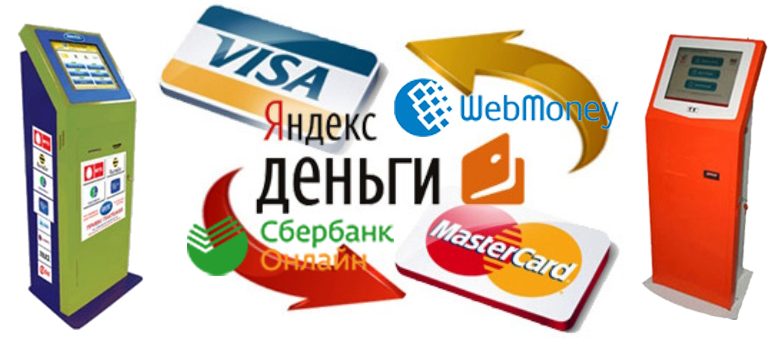 VISA
WebMoney
Яндекс
деньги
Сбербанк
Онлайн
MasterCard